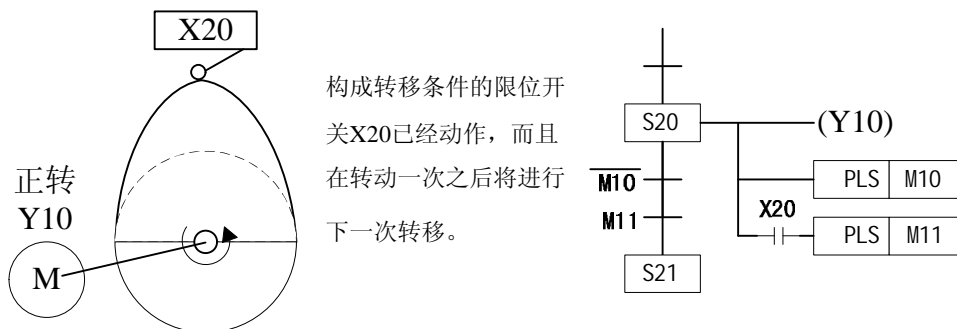 X20
正转
Y10
M
构成转移条件的限位开
关X20已经动作，而且
在转动一次之后将进行
下一次转移。
S20
(Y10)
M10
PLS M10
X20
M11
PLS M11
S21